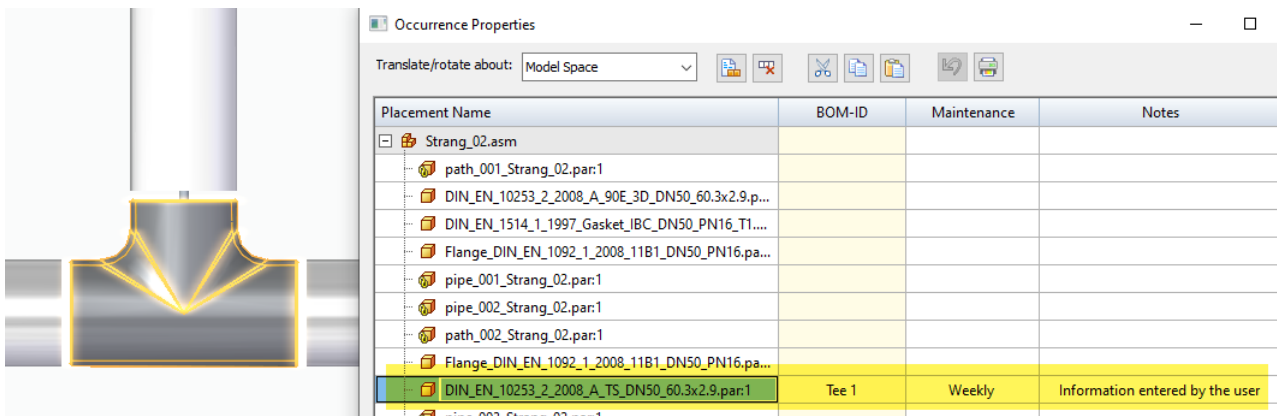 Occurrence Properties
Translate/rotate about: Model Space
Placement Name BOM-ID Maintenance Notes
Strang_02.asm
path_001_Strang_02.par:1
DIN_EN_10253_2_2008_A_90E_3D_DN50_60.3x2.9.p...
DIN_EN_1514_1_1997_Gasket_IBC_DN50_PN16_T1....
Flange_DIN_EN_1092_1_2008_11B1_DN50_PN16.pa...
pipe_001_Strang_02.par:1
pipe_002_Strang_02.par:1
path_002_Strang_02.par:1
Flange_DIN_EN_1092_1_2008_11B1_DN50_PN16.pa...
DIN_EN_10253_2_2008_A_TS_DN50_60.3x2.9.par:1 Tee 1 Weekly Information entered by the user